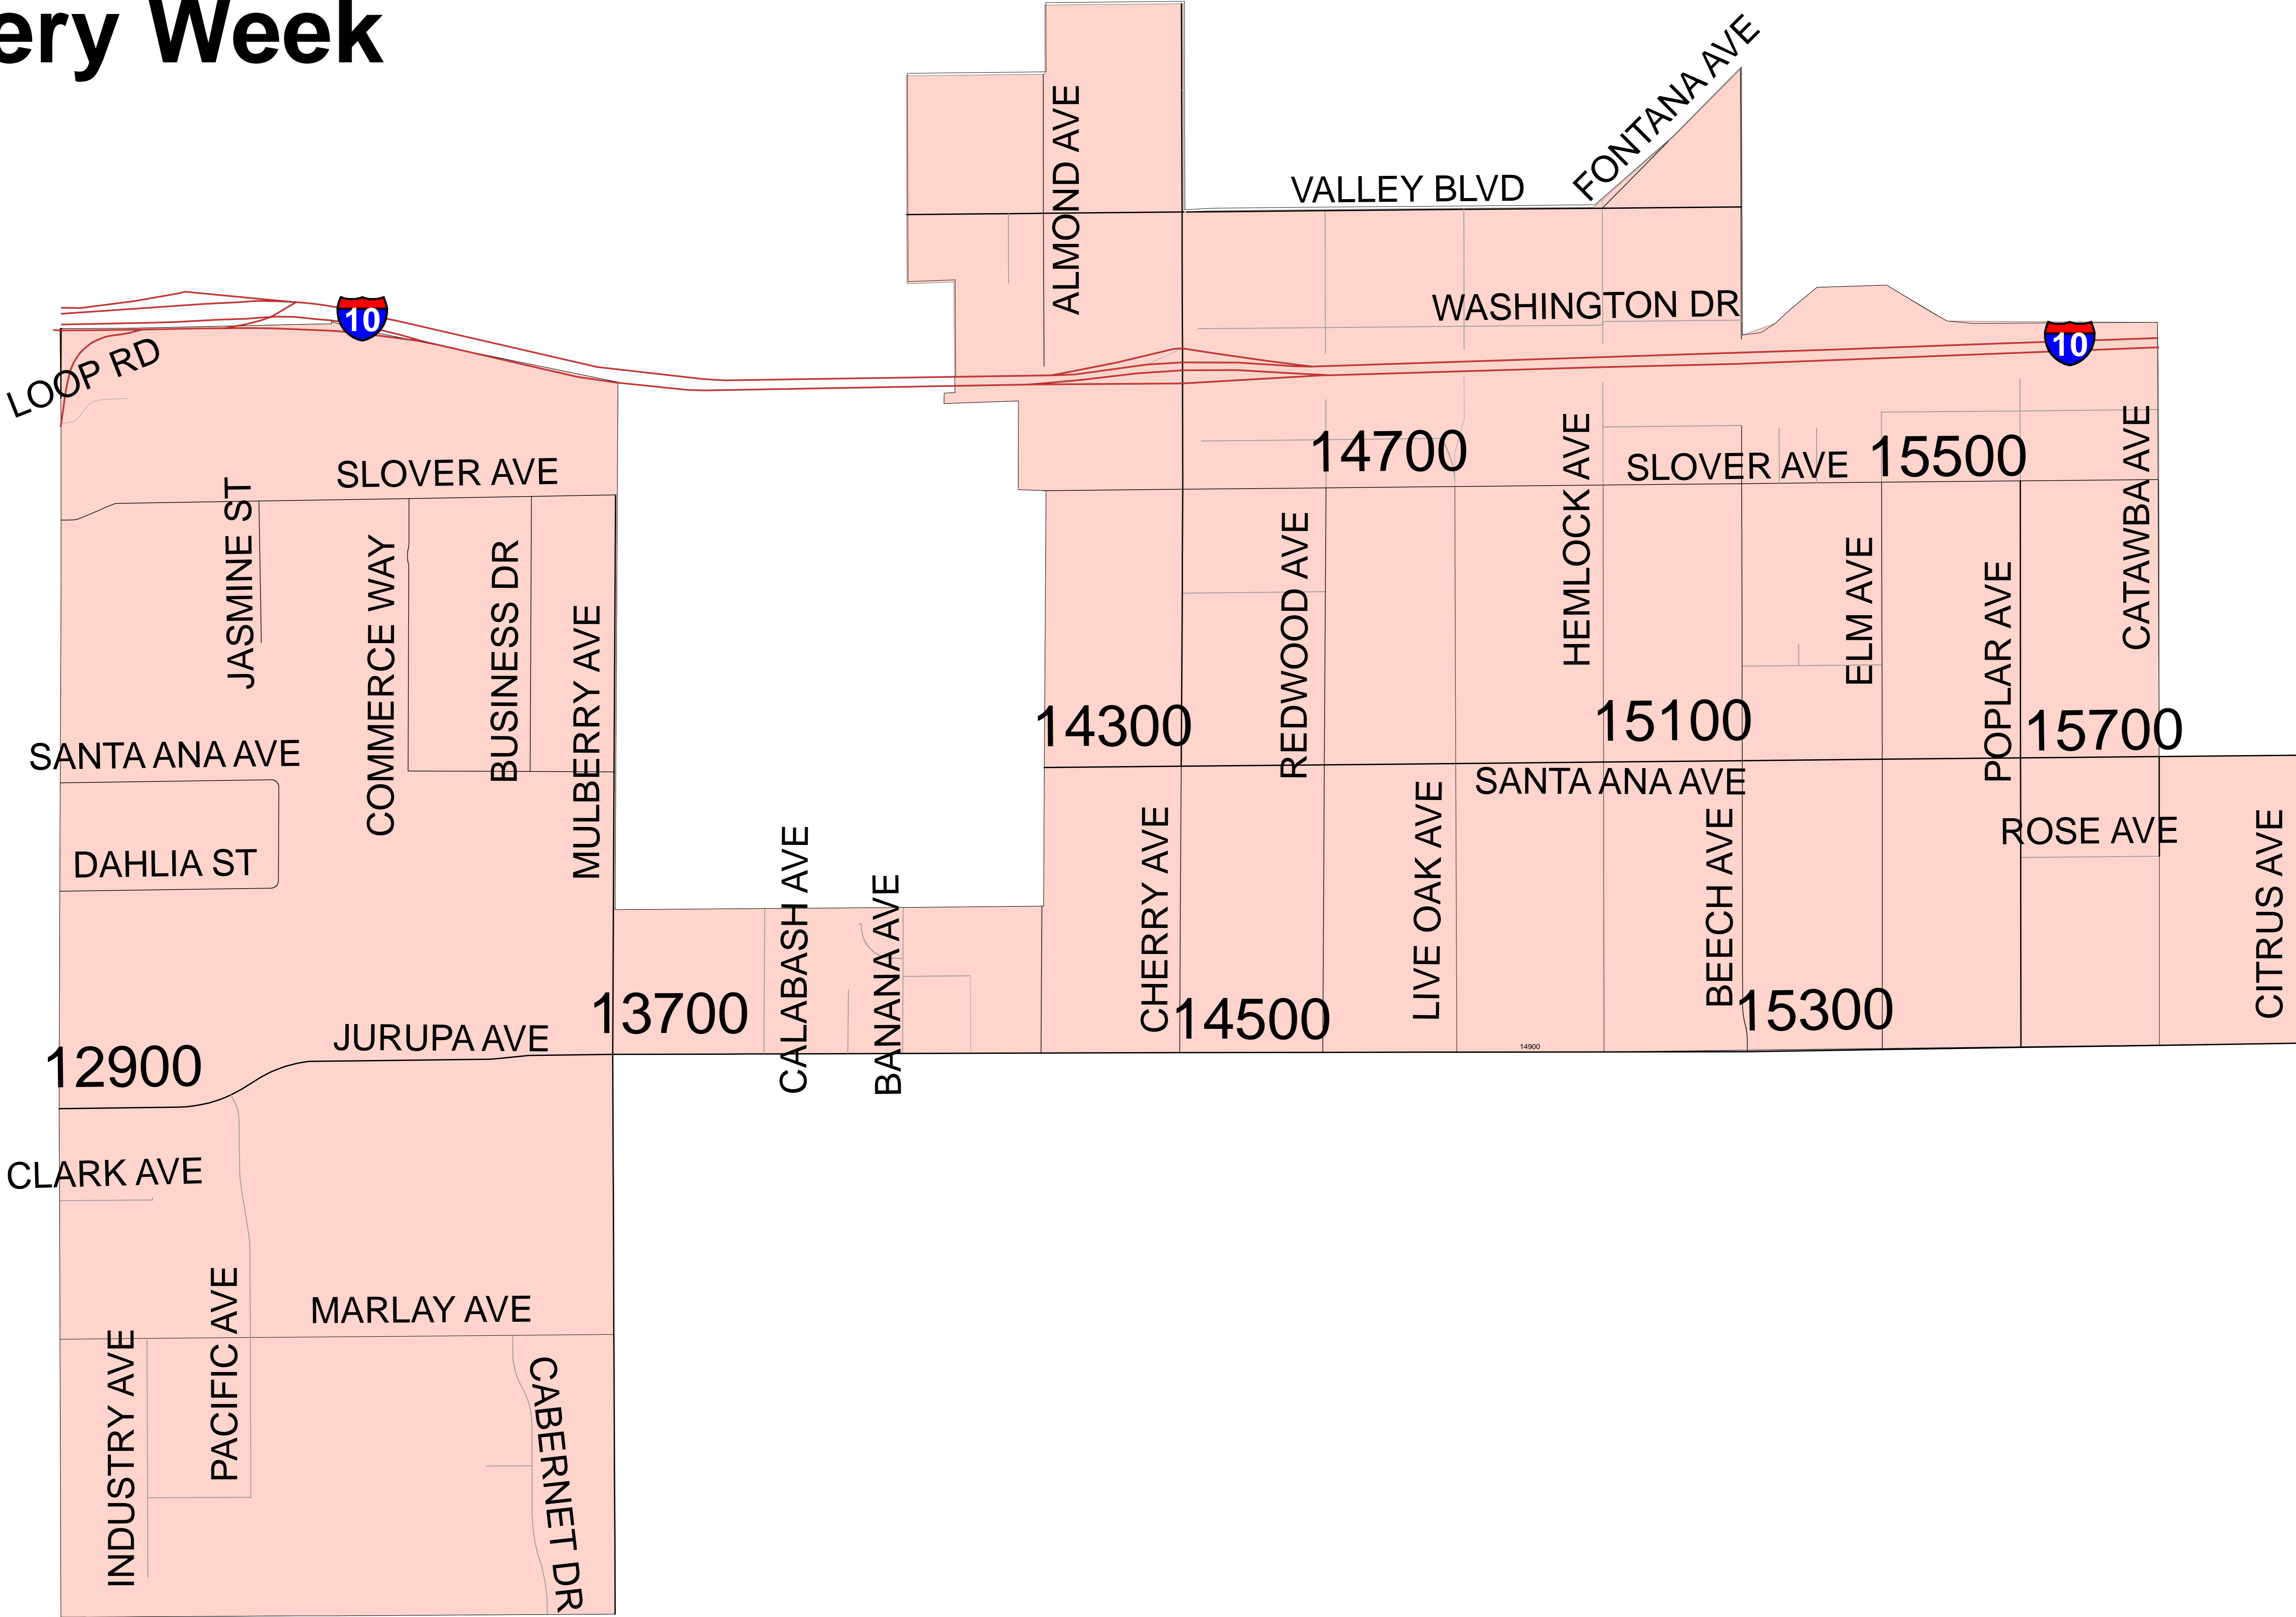 ery Week
FONTANA AVE
ALMOND AVE
VALLEY BLVD
WASHINGTON DR
10
10
LOOP RD
SLOVER AVE
14700
SLOVER AVE
15500
CATAWBA AVE
HEMLOCK AVE
JASMINE ST
COMMERCE WAY
BUSINESS DR
MULBERRY AVE
REDWOOD AVE
ELM AVE
POPLAR AVE
14300
15100
15700
SANTA ANA AVE
SANTA ANA AVE
DAHLIA ST
ROSE AVE
CALABASH AVE
BANANA AVE
CHERRY AVE
LIVE OAK AVE
BEECH AVE
CITRUS AVE
13700
14500
15300
JURUPA AVE
14900
12900
CLARK AVE
MARLAY AVE
INDUSTRY AVE
PACIFIC AVE
CABERNET DR